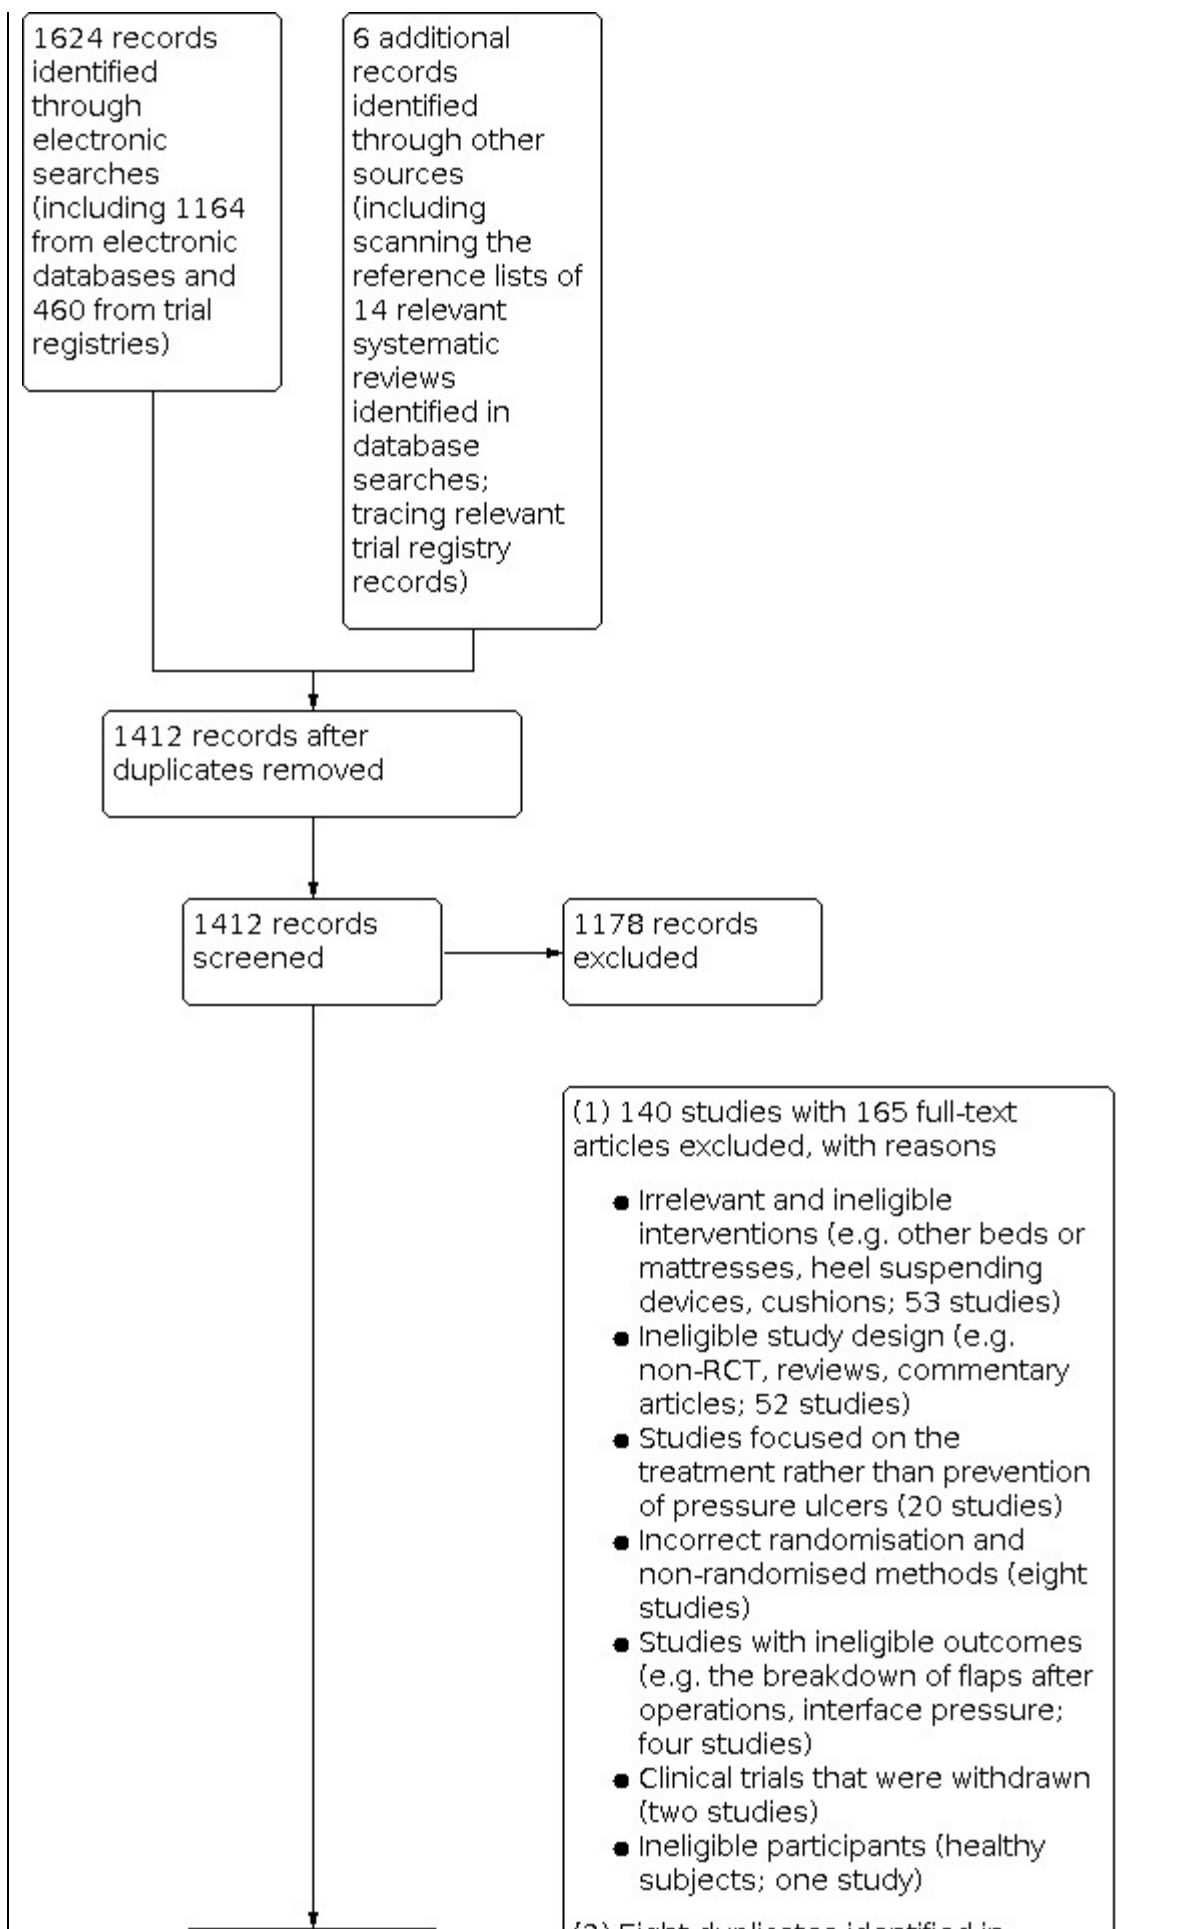 1624 records
identified
through
electronic
searches
(including 1164
from electronic
databases and
460 from trial
registries)
6 additional
records
identified
through other
sources
(including
scanning the
reference lists of
14 relevant
systematic
reviews
identified in
database
searches;
tracing relevant
trial registry
records)
1412 records after
duplicates removed
1412 records
screened
1178 records
excluded
(1) 140 studies with 165 full-text
articles excluded, with reasons
● Irrelevant and ineligible
interventions (e.g. other beds or
mattresses, heel suspending
devices, cushions; 53 studies)
● Ineligible study design (e.g.
non-RCT, reviews, commentary
articles; 52 studies)
● Studies focused on the
treatment rather than prevention
of pressure ulcers (20 studies)
● Incorrect randomisation and
non-randomised methods (eight
studies)
● Studies with ineligible outcomes
(e.g. the breakdown of flaps after
operations, interface pressure;
four studies)
● Clinical trials that were withdrawn
(two studies)
● Ineligible participants (healthy
subjects; one study)
(2) Eight duplicates identified in